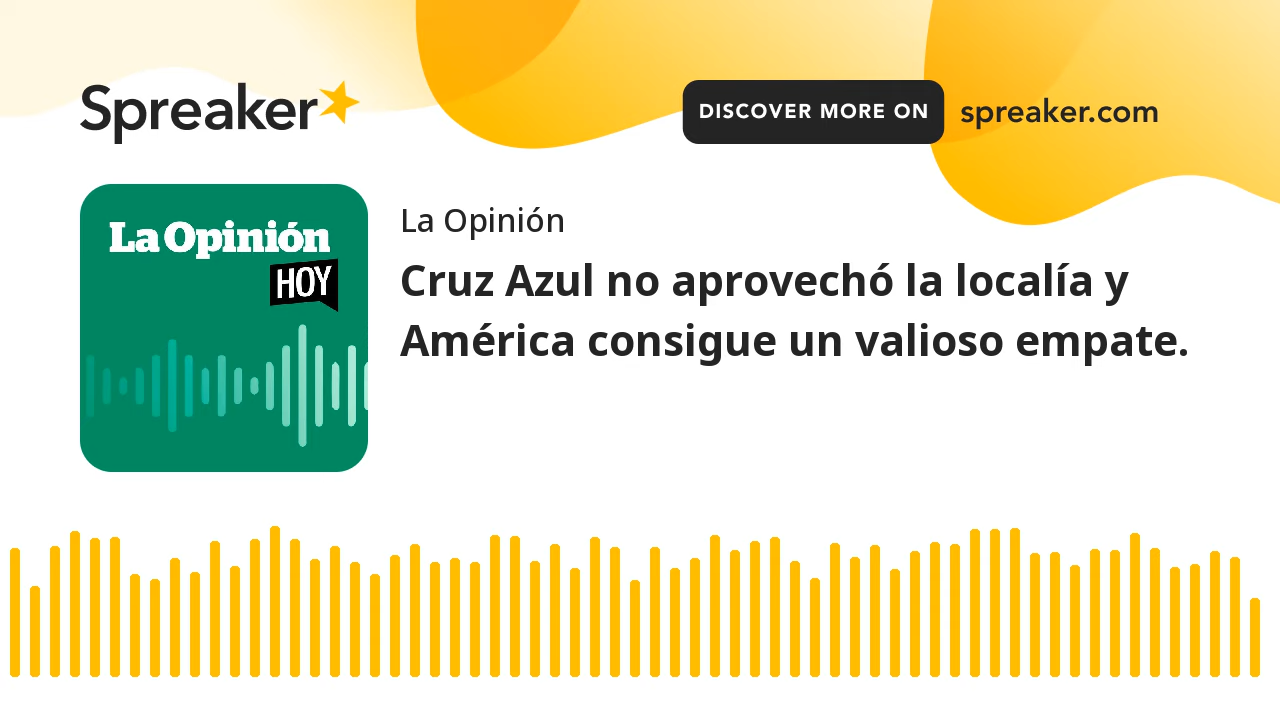 Spreaker
DISCOVER MORE ON
spreaker.com
La Opinión
HOY
La Opinión
Cruz Azul no aprovechó la localía y
América consigue un valioso empate.